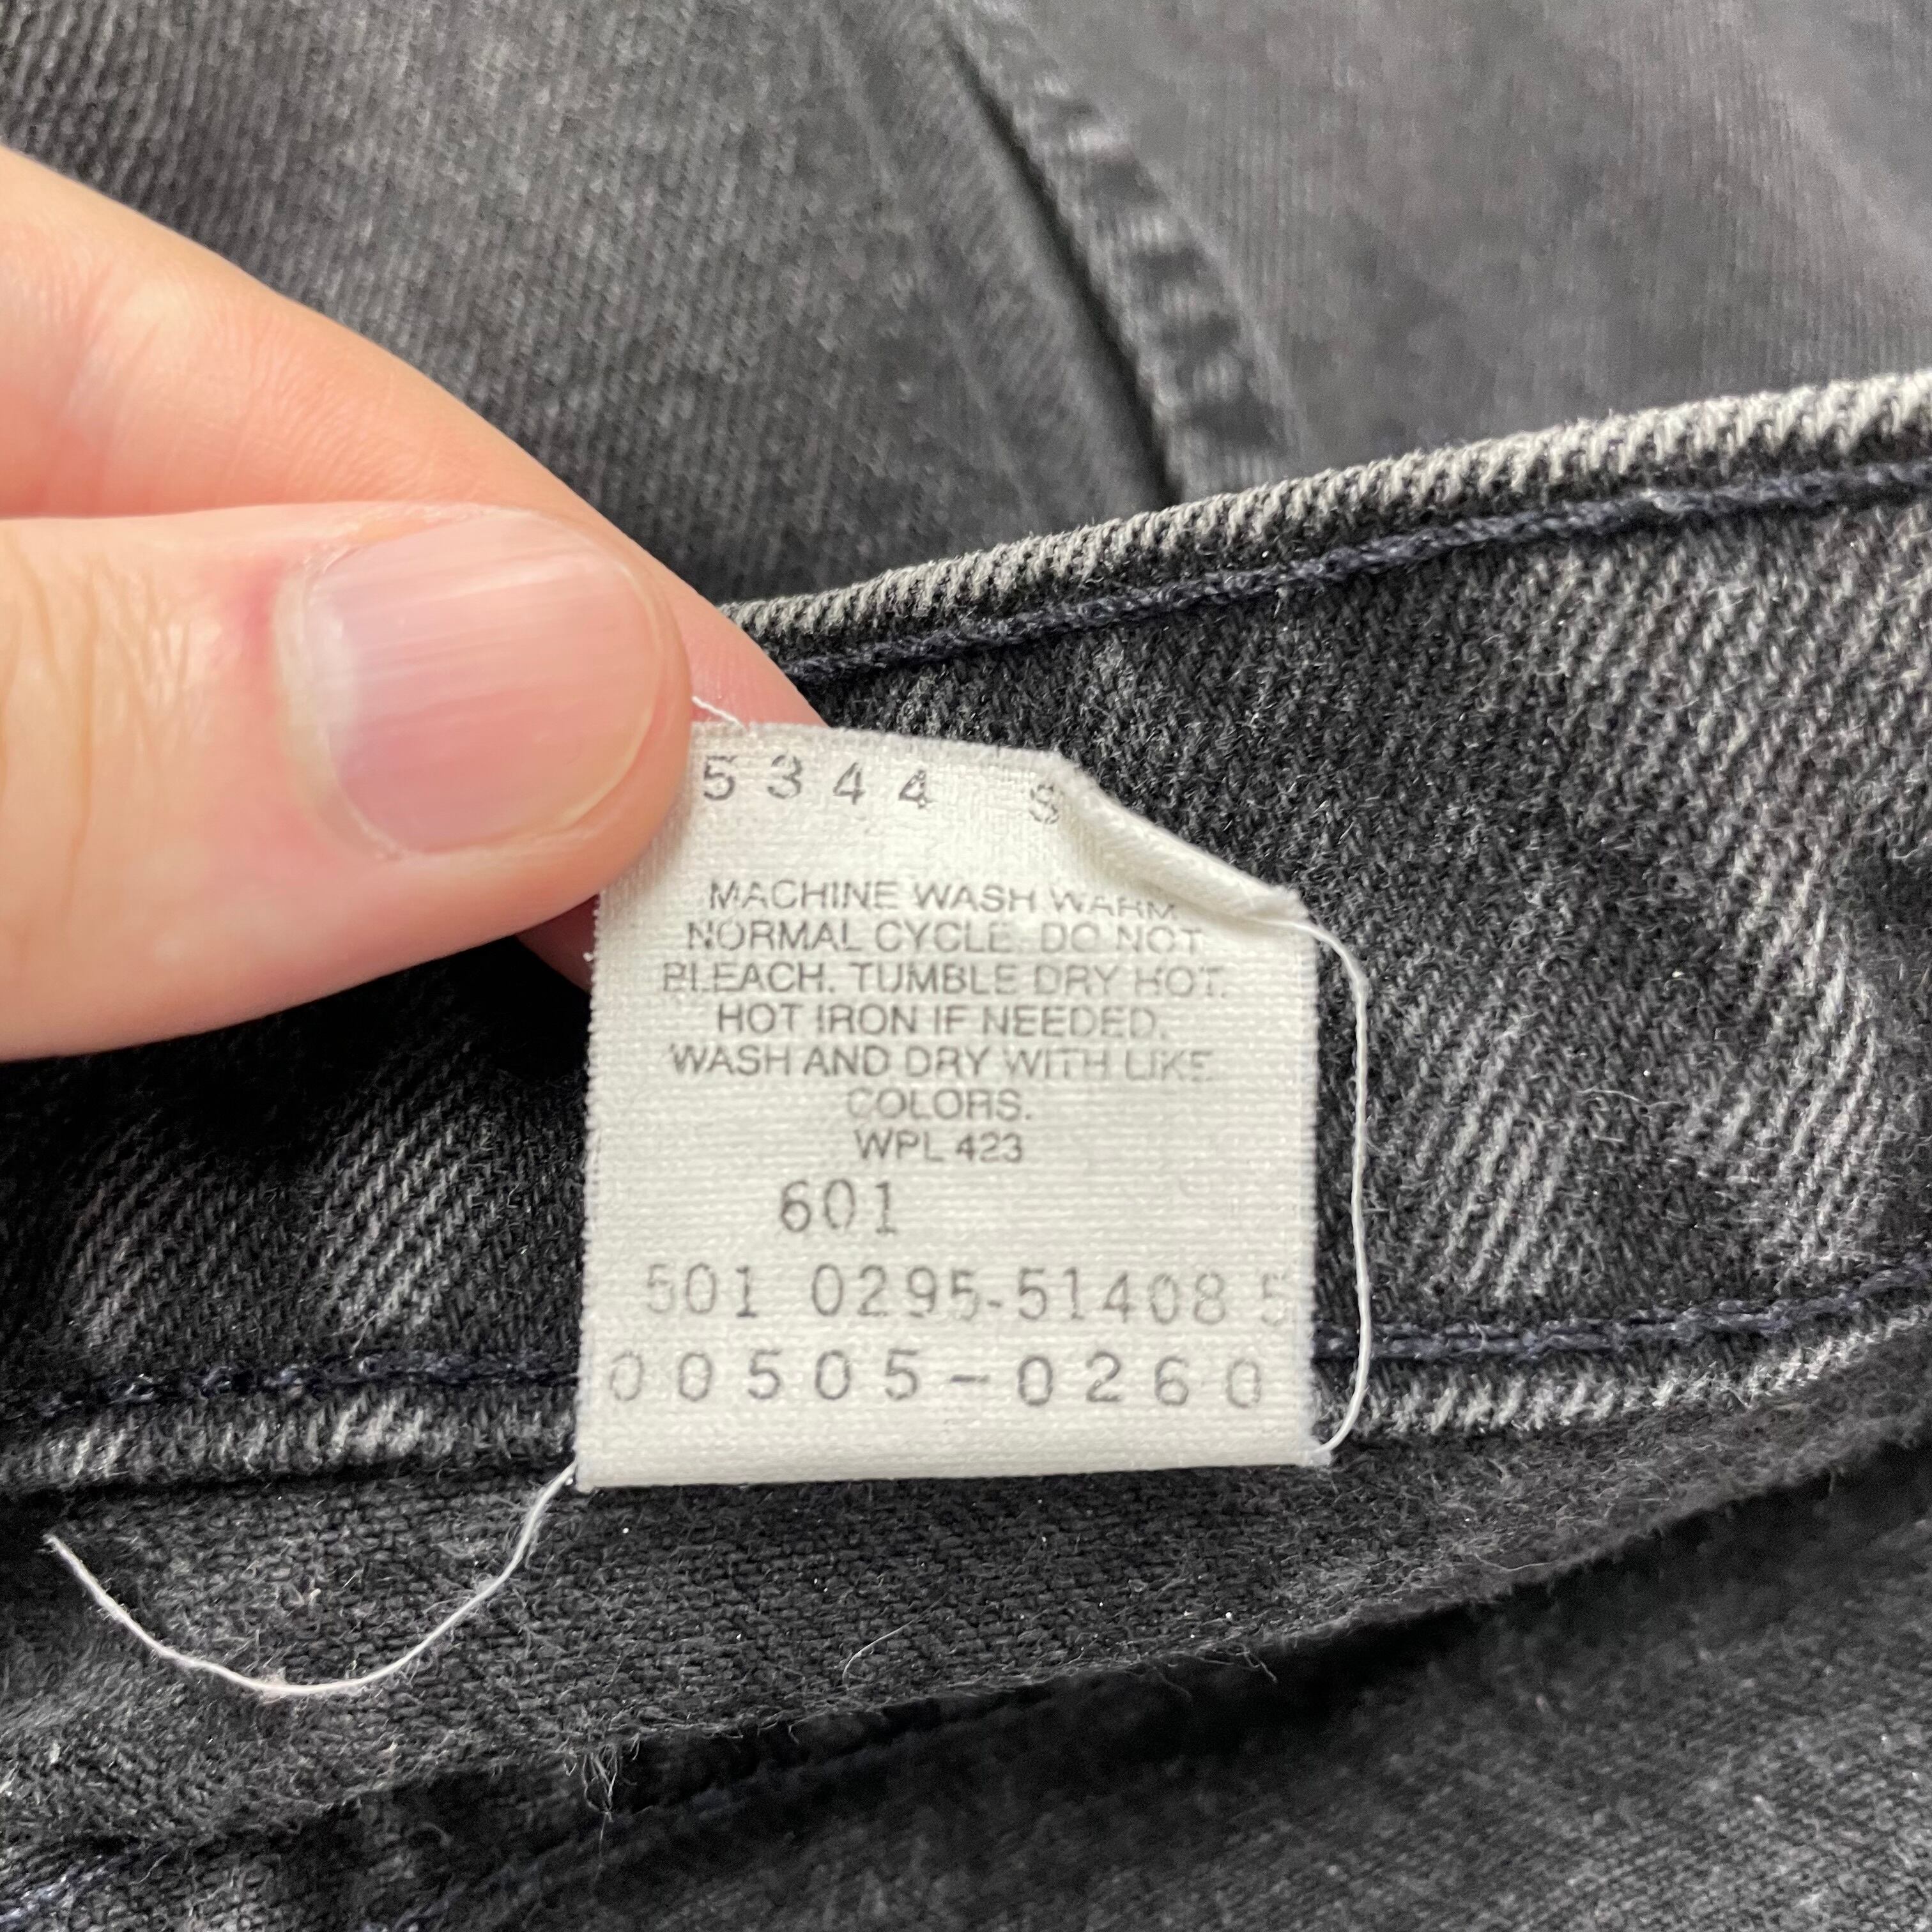 5344 S
MACHINE WASH WARM
NORMAL CYCLE. DO NOT
BLEACH. TUMBLE DRY HOT.
HOT IRON IF NEEDED.
WASH AND DRY WITH LIKE
COLORS.
WPL 423
601
501 0295-51408 5
00505-0260